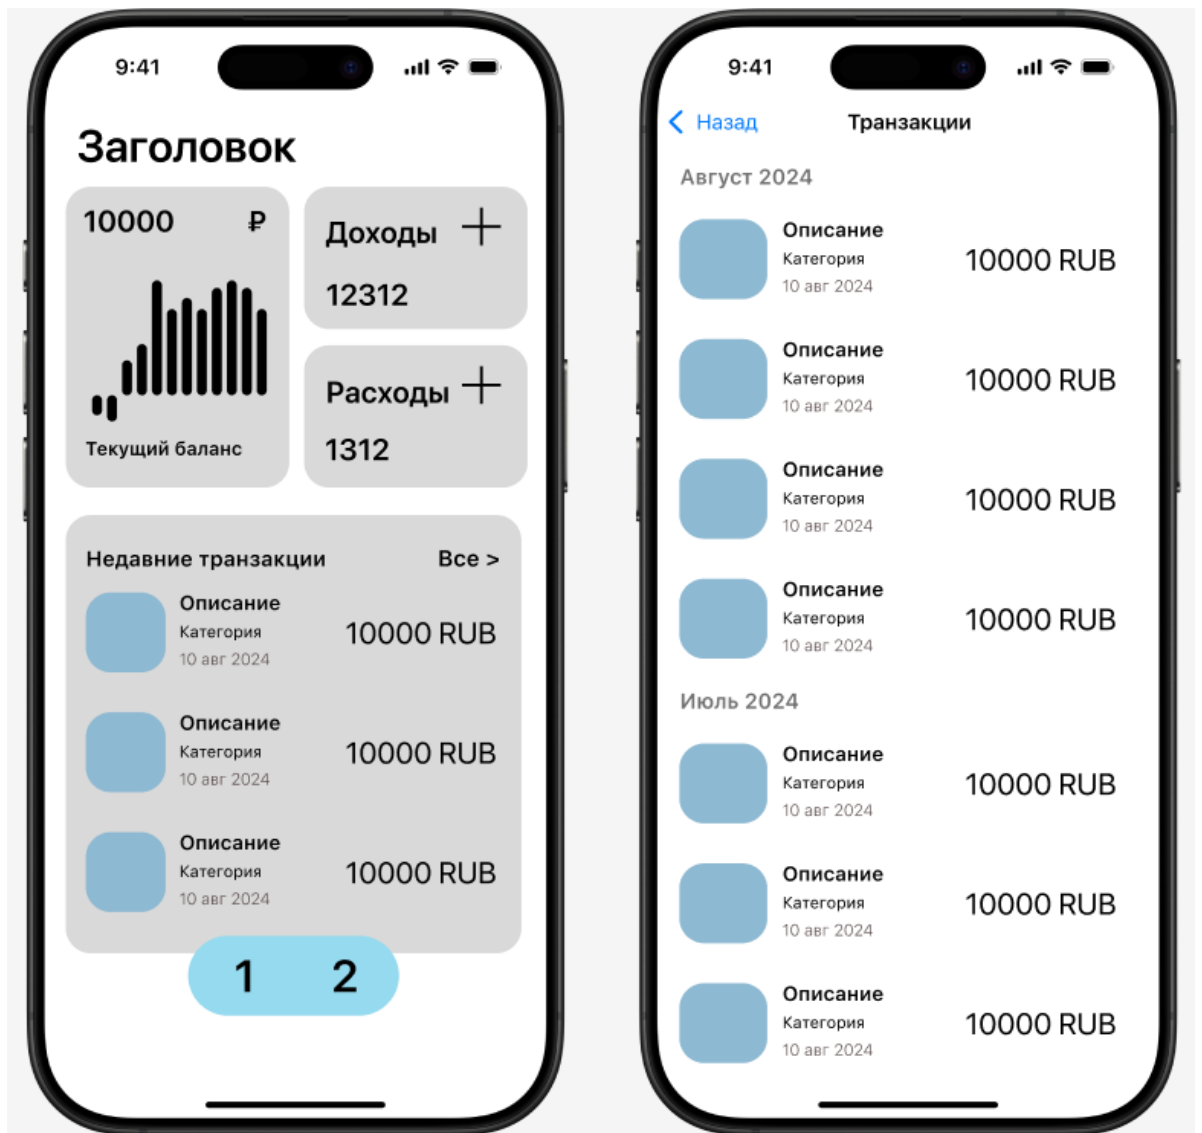 9:41
Заголовок
10000 ₽
Текущий баланс
Доходы +
12312
Расходы +
1312
Недавние транзакции Все >
Описание
Категория
10 авг 2024
10000 RUB
Описание
Категория
10 авг 2024
10000 RUB
Описание
Категория
10 авг 2024
10000 RUB
1 2
9:41
Назад Транзакции
Август 2024
Описание
Категория
10 авг 2024
10000 RUB
Описание
Категория
10 авг 2024
10000 RUB
Описание
Категория
10 авг 2024
10000 RUB
Описание
Категория
10 авг 2024
10000 RUB
Июль 2024
Описание
Категория
10 авг 2024
10000 RUB
Описание
Категория
10 авг 2024
10000 RUB
Описание
Категория
10 авг 2024
10000 RUB